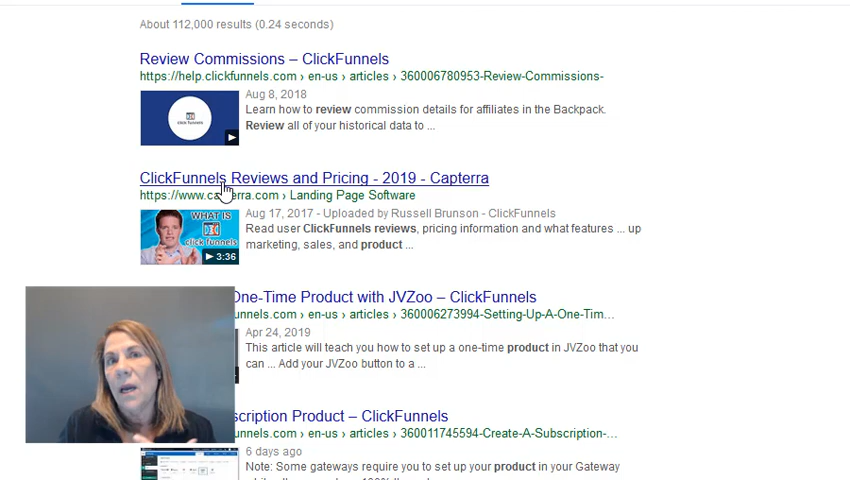 About 112,000 results (0.24 seconds)
Review Commissions – ClickFunnels
https://help.clickfunnels.com › en-us › articles › 360006780953-Review-Commissions-
Aug 8, 2018
Learn how to review commission details for affiliates in the Backpack.
Review all of your historical data to ...
click funnels
ClickFunnels Reviews and Pricing - 2019 - Capterra
https://www.capterra.com › Landing Page Software
Aug 17, 2017 - Uploaded by Russell Brunson - ClickFunnels
Read user ClickFunnels reviews, pricing information and what features ... up
marketing, sales, and product ...
WHAT IS
click funnels
3:36
One-Time Product with JVZoo – ClickFunnels
unnels.com › en-us › articles › 360006273994-Setting-Up-A-One-Tim...
Apr 24, 2019
This article will teach you how to set up a one-time product in JVZoo that you
can ... Add your JVZoo button to a ...
scription Product – ClickFunnels
unnels.com › en-us › articles › 360011745594-Create-A-Subscription-...
6 days ago
Note: Some gateways require you to set up your product in your Gateway